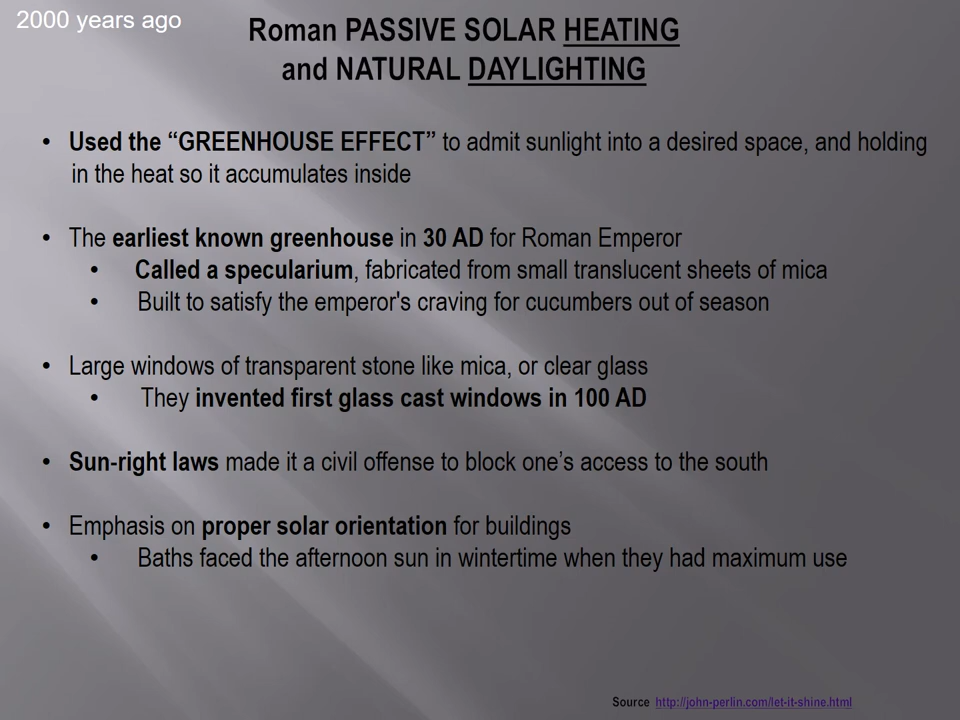 2000 years ago
Roman PASSIVE SOLAR HEATING
and NATURAL DAYLIGHTING
• Used the “GREENHOUSE EFFECT” to admit sunlight into a desired space, and holding
in the heat so it accumulates inside
• The earliest known greenhouse in 30 AD for Roman Emperor
• Called a specularium, fabricated from small translucent sheets of mica
• Built to satisfy the emperor's craving for cucumbers out of season
• Large windows of transparent stone like mica, or clear glass
• They invented first glass cast windows in 100 AD
• Sun-right laws made it a civil offense to block one’s access to the south
• Emphasis on proper solar orientation for buildings
• Baths faced the afternoon sun in wintertime when they had maximum use
Source http://john-perlin.com/let-it-shine.html